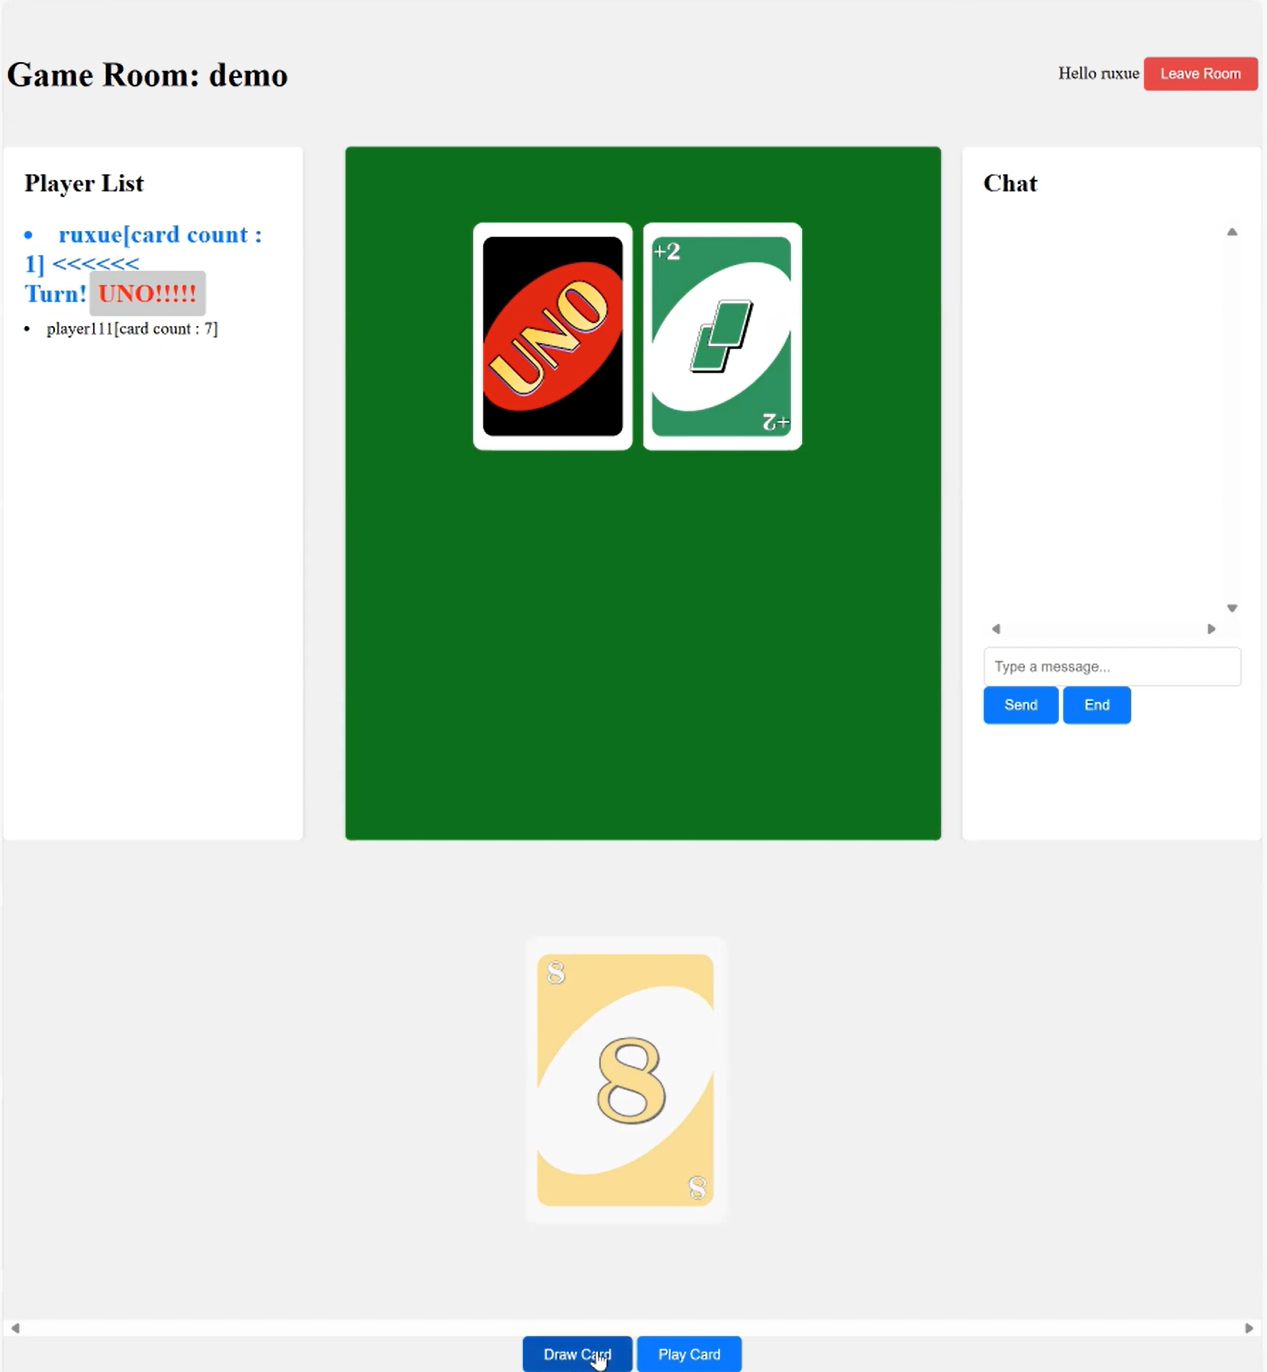 Game Room: demo
Hello ruxue Leave Room
Player List
• ruxue[card count :
1] <<<<<<
Turn! UNO!!!!!
• player111[card count : 7]
UNO
+2
+2
Chat
Type a message...
Send End
8
8
8
Draw Card Play Card